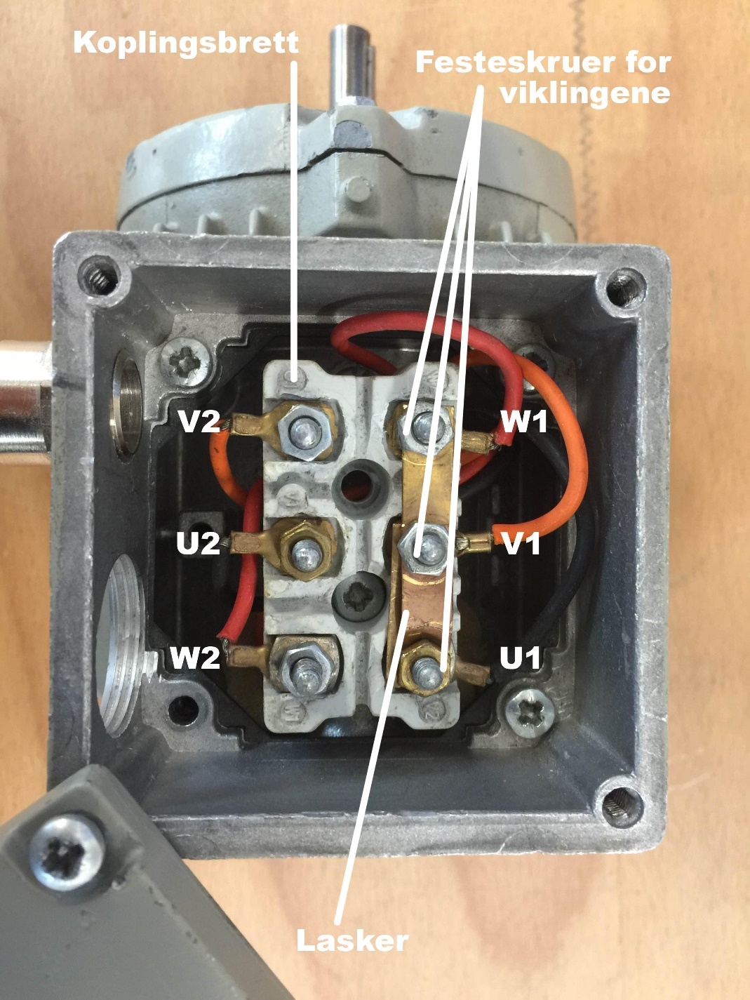 Koplingsbrett
Festeskruer for
viklingene
V2
W1
U2
V1
W2
U1
Lasker